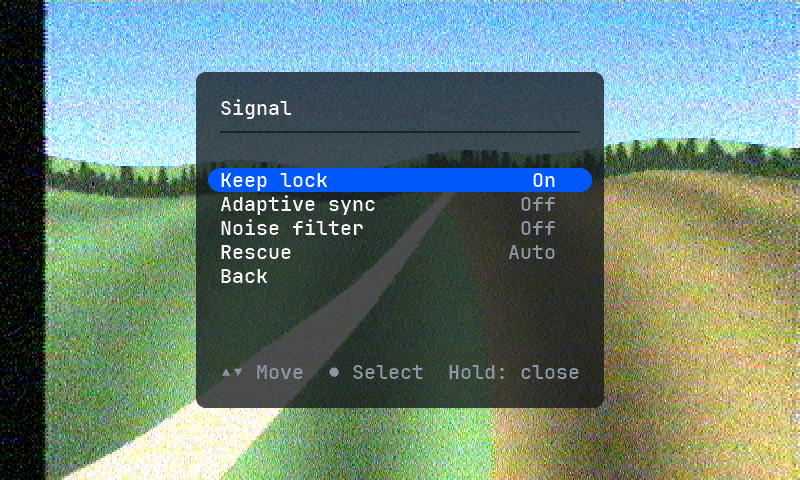 Signal
Keep lock On
Adaptive sync Off
Noise filter Off
Rescue Auto
Back
▲▼ Move ● Select Hold: close